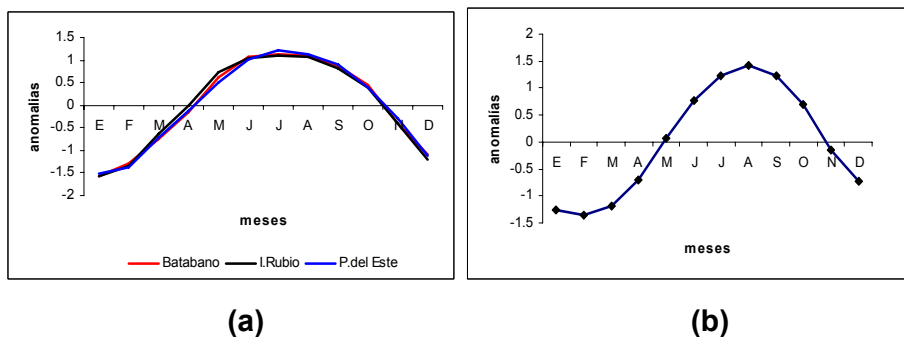 1.5
1
0.5
0
-0.5
-1
-1.5
-2
anomalias
E F M A M J J A S O N D
meses
Batabano I.Rubio P.del Este
(a)
2
1.5
1
0.5
0
-0.5
-1
-1.5
anomalías
E F M A M J J A S O N D
meses
(b)